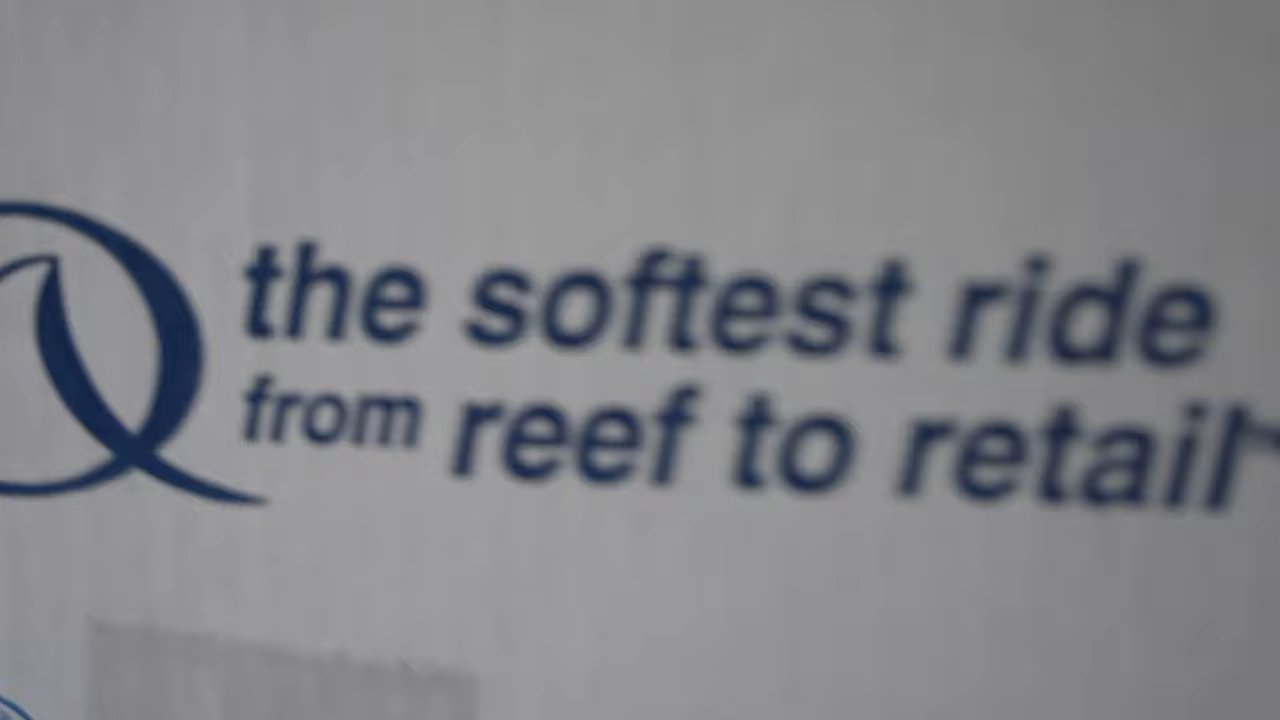 the softest ride
from reef to retail